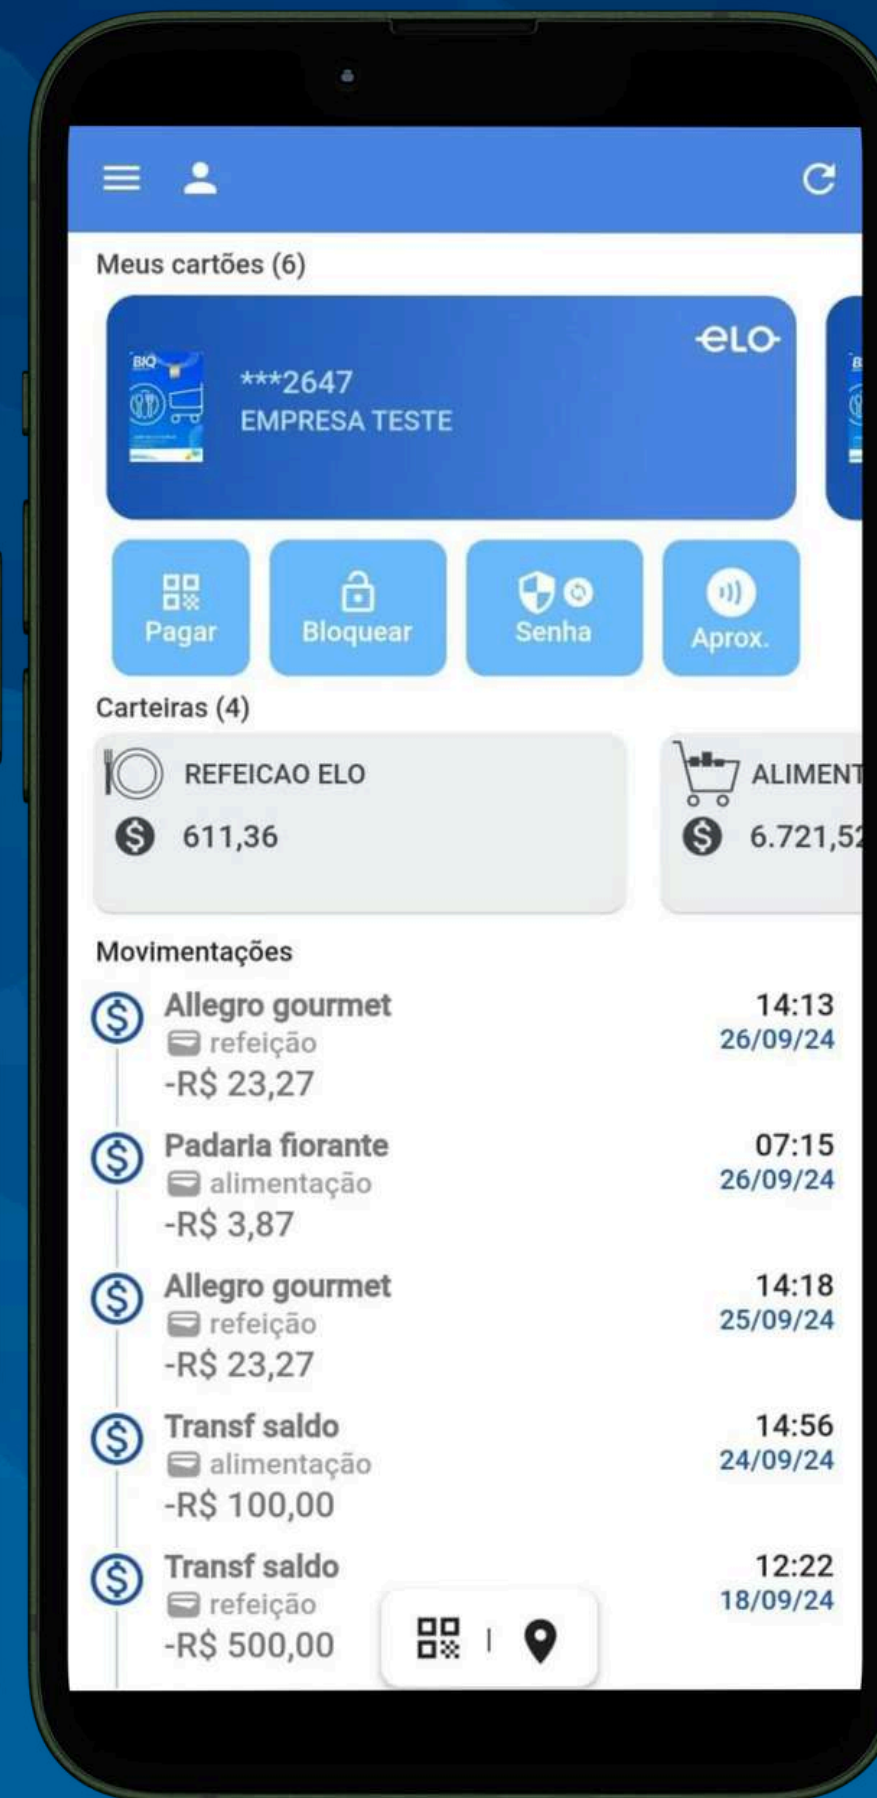 Meus cartões (6)
elo
BIQ
***2647
EMPRESA TESTE
Pagar
Bloquear
Senha
Aprox.
Carteiras (4)
REFEICAO ELO
611,36
ALIMENT
6.721,52
Movimentações
Allegro gourmet
14:13
refeição
26/09/24
-R$ 23,27
Padaria fiorante
07:15
alimentação
26/09/24
-R$ 3,87
Allegro gourmet
14:18
refeição
25/09/24
-R$ 23,27
Transf saldo
14:56
alimentação
24/09/24
-R$ 100,00
Transf saldo
12:22
refeição
18/09/24
-R$ 500,00